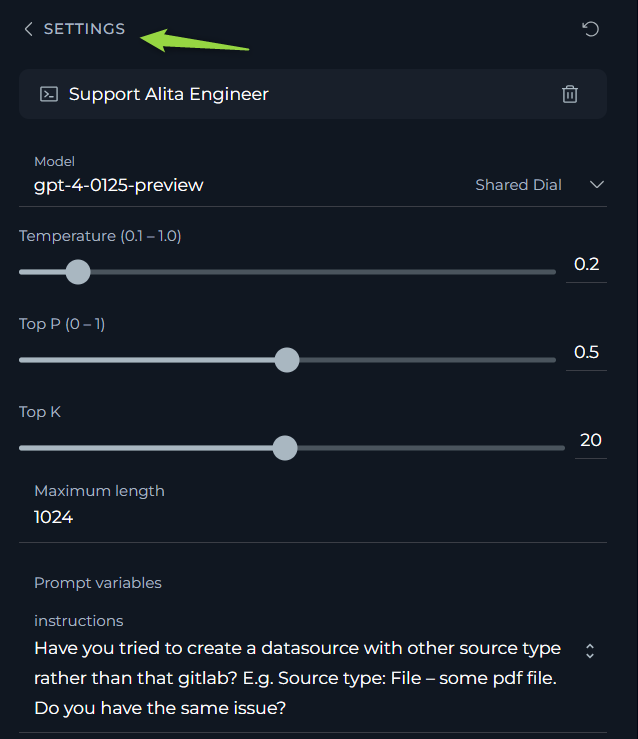 SETTINGS
Support Alita Engineer
Model
gpt-4-0125-preview Shared Dial
Temperature (0.1 – 1.0)
0.2
Top P (0 – 1)
0.5
Top K
20
Maximum length
1024
Prompt variables
instructions
Have you tried to create a datasource with other source type
rather than that gitlab? E.g. Source type: File – some pdf file.
Do you have the same issue?